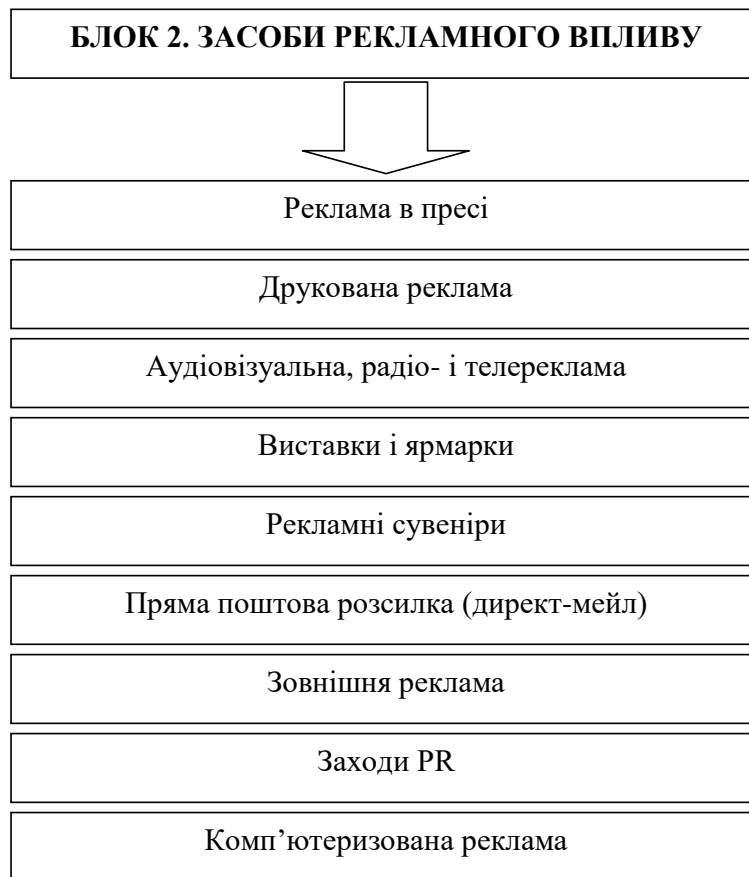 БЛОК 2. ЗАСОБИ РЕКЛАМНОГО ВПЛИВУ
Реклама в пресі
Друкована реклама
Аудіовізуальна, радіо- і телереклама
Виставки і ярмарки
Рекламні сувеніри
Пряма поштова розсилка (директ-мейл)
Зовнішня реклама
Заходи PR
Комп’ютеризована реклама